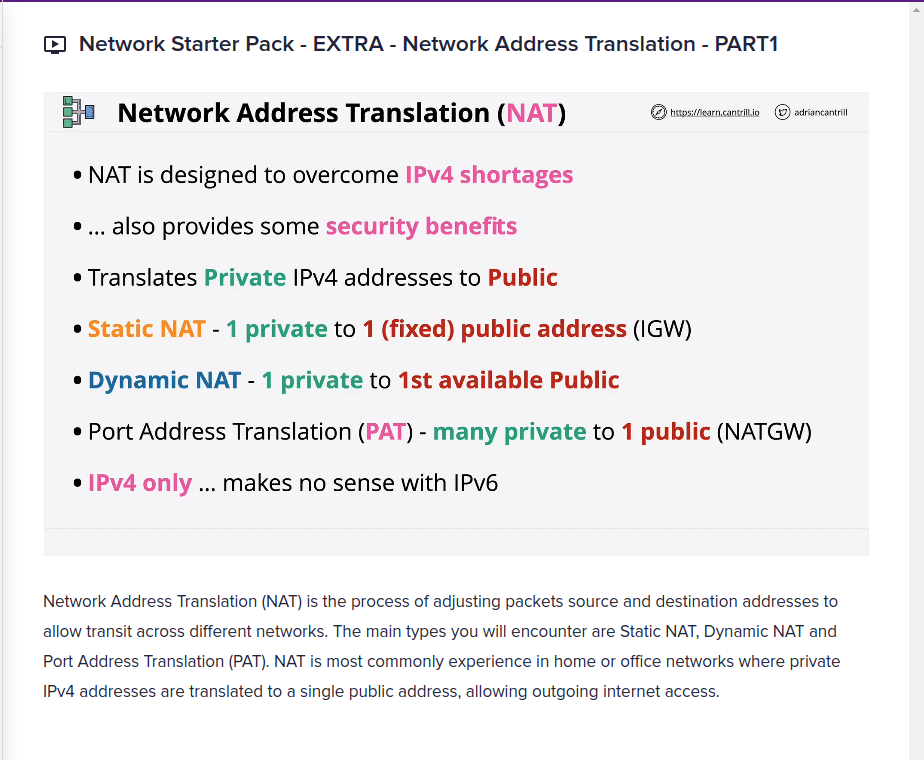 Network Starter Pack - EXTRA - Network Address Translation - PART1
Network Address Translation (NAT)
https://learn.cantrill.io
adriancantrill
• NAT is designed to overcome IPv4 shortages
• ... also provides some security benefits
• Translates Private IPv4 addresses to Public
• Static NAT - 1 private to 1 (fixed) public address (IGW)
• Dynamic NAT - 1 private to 1st available Public
• Port Address Translation (PAT) - many private to 1 public (NATGW)
• IPv4 only ... makes no sense with IPv6
Network Address Translation (NAT) is the process of adjusting packets source and destination addresses to
allow transit across different networks. The main types you will encounter are Static NAT, Dynamic NAT and
Port Address Translation (PAT). NAT is most commonly experience in home or office networks where private
IPv4 addresses are translated to a single public address, allowing outgoing internet access.